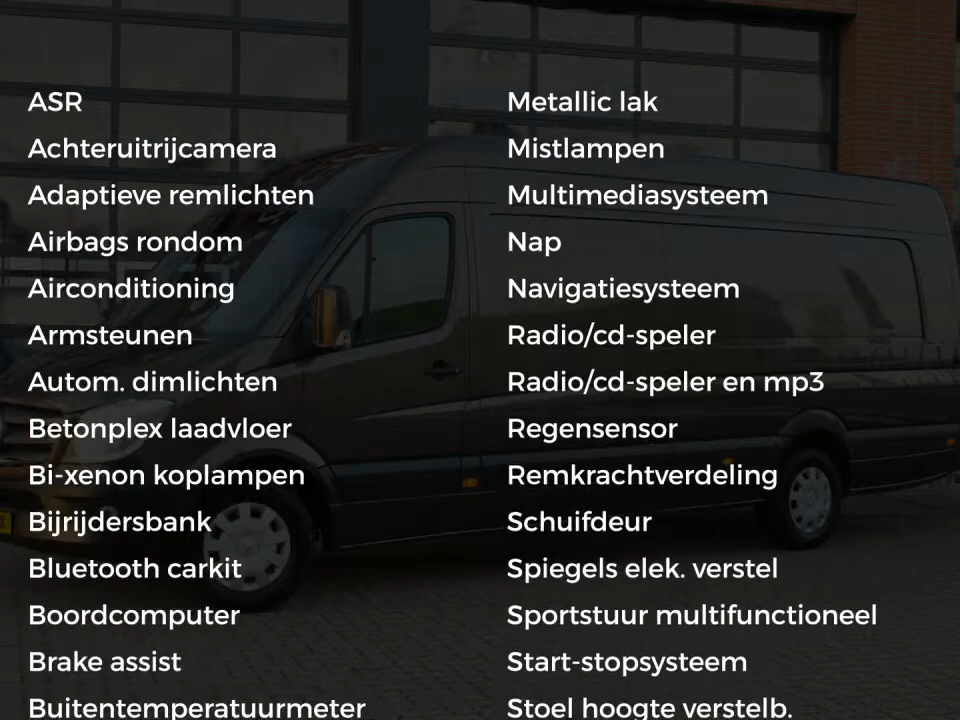 ASR
Achteruitrijcamera
Adaptieve remlichten
Airbags rondom
Airconditioning
Armsteunen
Autom. dimlichten
Betonplex laadvloer
Bi-xenon koplampen
Bijrijdersbank
Bluetooth carkit
Boordcomputer
Brake assist
Buitentemperatuurmeter
Metallic lak
Mistlampen
Multimediasysteem
Nap
Navigatiesysteem
Radio/cd-speler
Radio/cd-speler en mp3
Regensensor
Remkrachtverdeling
Schuifdeur
Spiegels elek. verstel
Sportstuur multifunctioneel
Start-stopsysteem
Stoel hoogte verstelb.